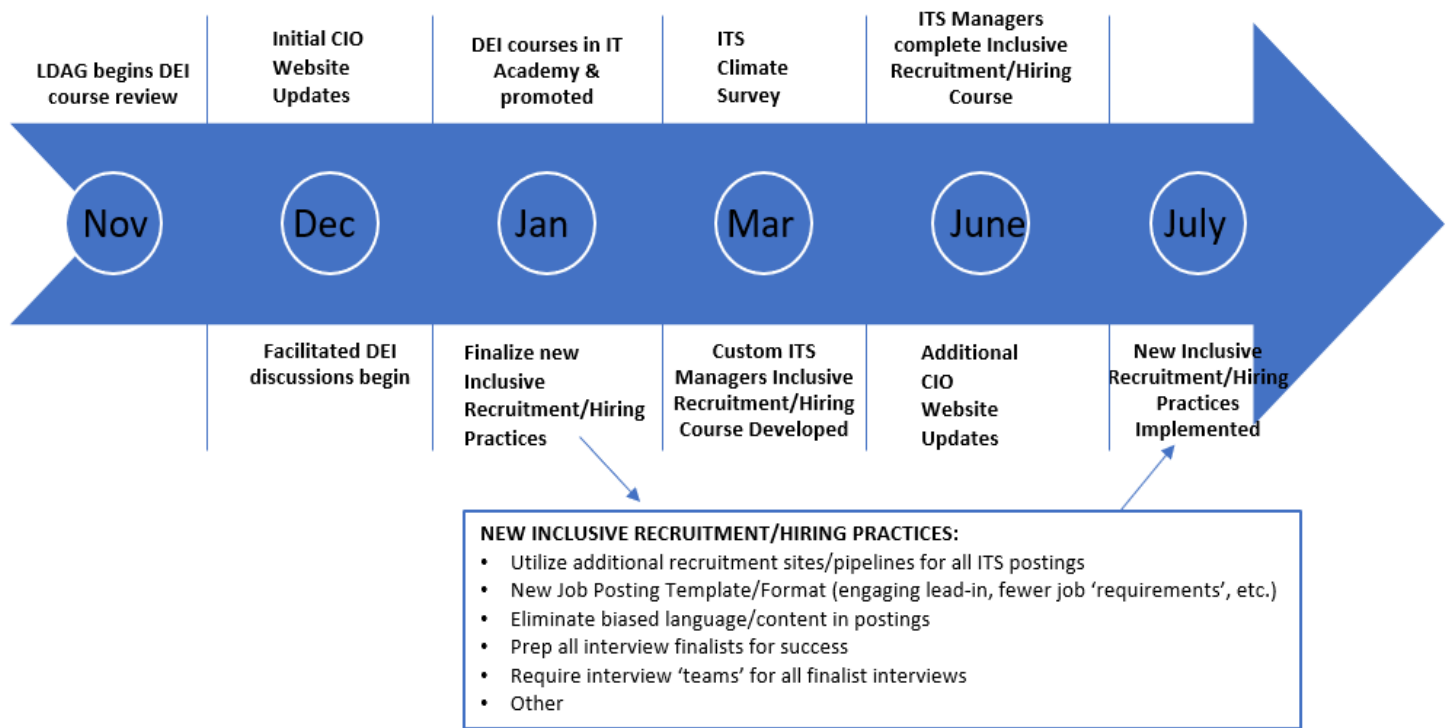 LDAG begins DEI
course review
Initial CIO
Website
Updates
DEI courses in IT
Academy &
promoted
ITS
Climate
Survey
ITS Managers
complete Inclusive
Recruitment/Hiring
Course
Nov
Dec
Jan
Mar
June
July
Facilitated DEI
discussions begin
Finalize new
Inclusive
Recruitment/Hiring
Practices
Custom ITS
Managers Inclusive
Recruitment/Hiring
Course Developed
Additional
CIO
Website
Updates
New Inclusive
Recruitment/Hiring
Practices
Implemented
NEW INCLUSIVE RECRUITMENT/HIRING PRACTICES:
• Utilize additional recruitment sites/pipelines for all ITS postings
• New Job Posting Template/Format (engaging lead-in, fewer job ‘requirements’, etc.)
• Eliminate biased language/content in postings
• Prep all interview finalists for success
• Require interview ‘teams’ for all finalist interviews
• Other